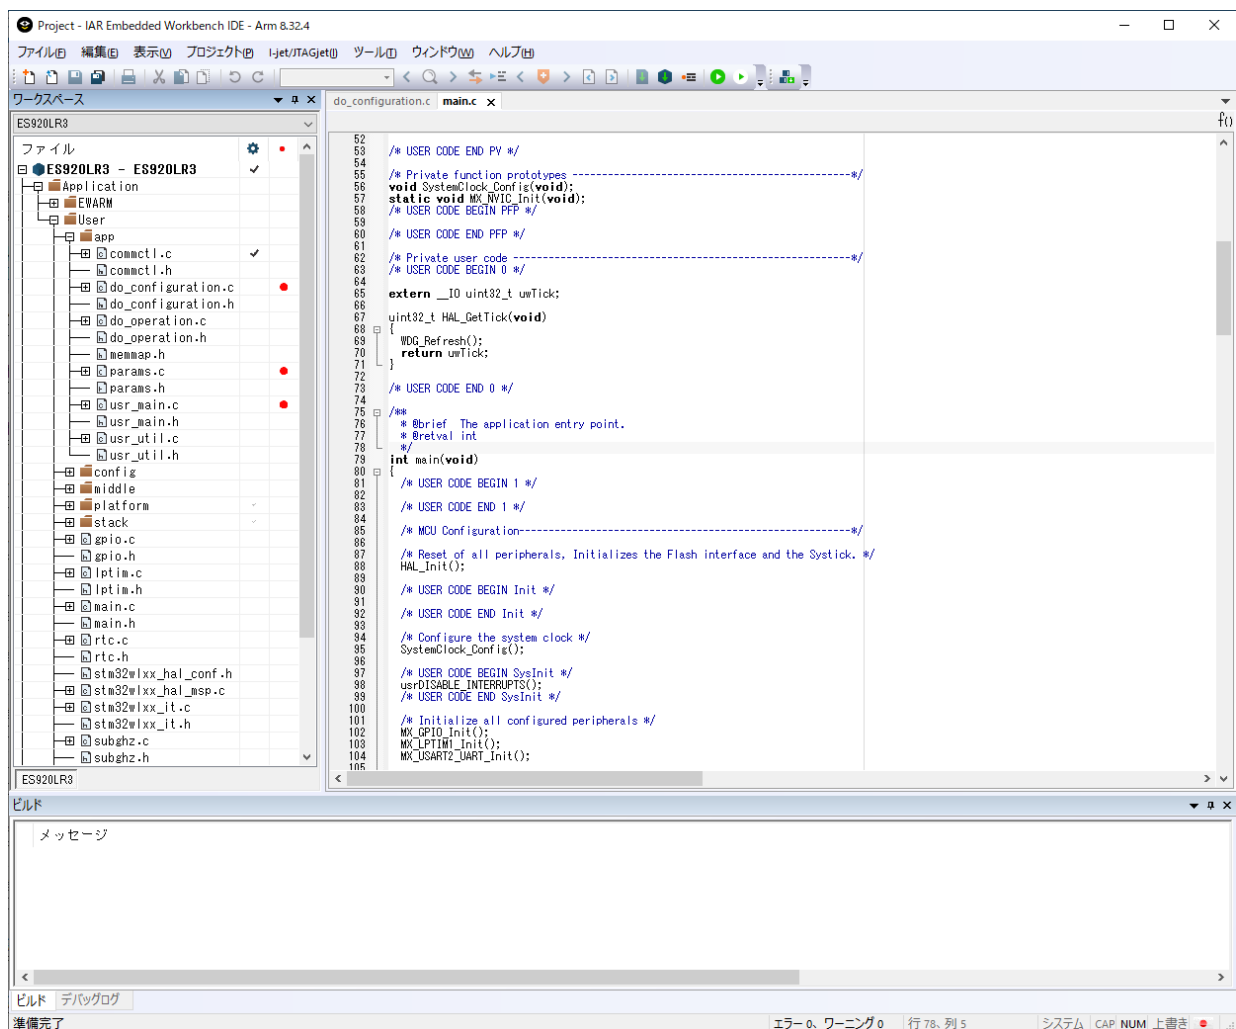 Project - IAR Embedded Workbench IDE - Arm 8.32.4
ファイル(F) 編集(E) 表示(V) プロジェクト(P) I-jet/JTAGjet(I) ツール(T) ウィンドウ(W) ヘルプ(H)
ワークスペース
ES920LR3
ファイル
ES920LR3 - ES920LR3
Application
EWARM
User
app
commctl.c
commctl.h
do_configuration.c
do_configuration.h
do_operation.c
do_operation.h
memmap.h
params.c
params.h
usr_main.c
usr_main.h
usr_util.c
usr_util.h
config
middle
platform
stack
gpio.c
gpio.h
lptim.c
lptim.h
main.c
main.h
rtc.c
rtc.h
stm32wlxx_hal_conf.h
stm32wlxx_hal_msp.c
stm32wlxx_it.c
stm32wlxx_it.h
subghz.c
subghz.h
ES920LR3
do_configuration.c main.c
f()
52
53 /* USER CODE END PV */
54
55 /* Private function prototypes -----------------------------------------------*/
56 void SystemClock_Config(void);
57 static void MX_NVIC_Init(void);
58 /* USER CODE BEGIN PFP */
59
60 /* USER CODE END PFP */
61
62 /* Private user code ---------------------------------------------------------*/
63 /* USER CODE BEGIN 0 */
64
65 extern __IO uint32_t uwTick;
66
67 uint32_t HAL_GetTick(void)
68 {
69 WDG_Refresh();
70 return uwTick;
71 }
72
73 /* USER CODE END 0 */
74
75 /**
76 * @brief The application entry point.
77 * @retval int
78 */
79 int main(void)
80 {
81 /* USER CODE BEGIN 1 */
82
83 /* USER CODE END 1 */
84
85 /* MCU Configuration--------------------------------------------------------*/
86
87 /* Reset of all peripherals, Initializes the Flash interface and the Systick. */
88 HAL_Init();
89
90 /* USER CODE BEGIN Init */
91
92 /* USER CODE END Init */
93
94 /* Configure the system clock */
95 SystemClock_Config();
96
97 /* USER CODE BEGIN SysInit */
98 usrDISABLE_INTERRUPTS();
99 /* USER CODE END SysInit */
100
101 /* Initialize all configured peripherals */
102 MX_GPIO_Init();
103 MX_LPTIM1_Init();
104 MX_USART2_UART_Init();
105
ビルド
メッセージ
ビルド デバッグログ
準備完了 エラー 0、ワーニング 0 行 78、列 5 システム CAP NUM 上書き